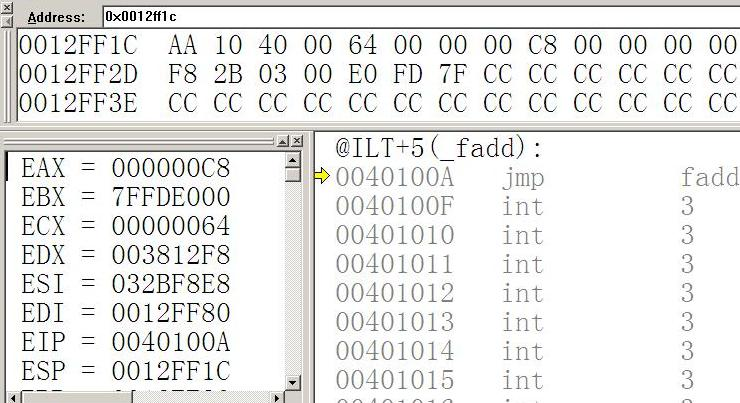 Address: 0x0012ff1c
0012FF1C AA 10 40 00 64 00 00 00 C8 00 00 00 00
0012FF2D F8 2B 03 00 E0 FD 7F CC CC CC CC CC CC
0012FF3E CC CC CC CC CC CC CC CC CC CC CC CC CC
EAX = 000000C8
EBX = 7FFDE000
ECX = 00000064
EDX = 003812F8
ESI = 032BF8E8
EDI = 0012FF80
EIP = 0040100A
ESP = 0012FF1C
@ILT+5(_fadd):
0040100A jmp fadd
0040100F int 3
00401010 int 3
00401011 int 3
00401012 int 3
00401013 int 3
00401014 int 3
00401015 int 3